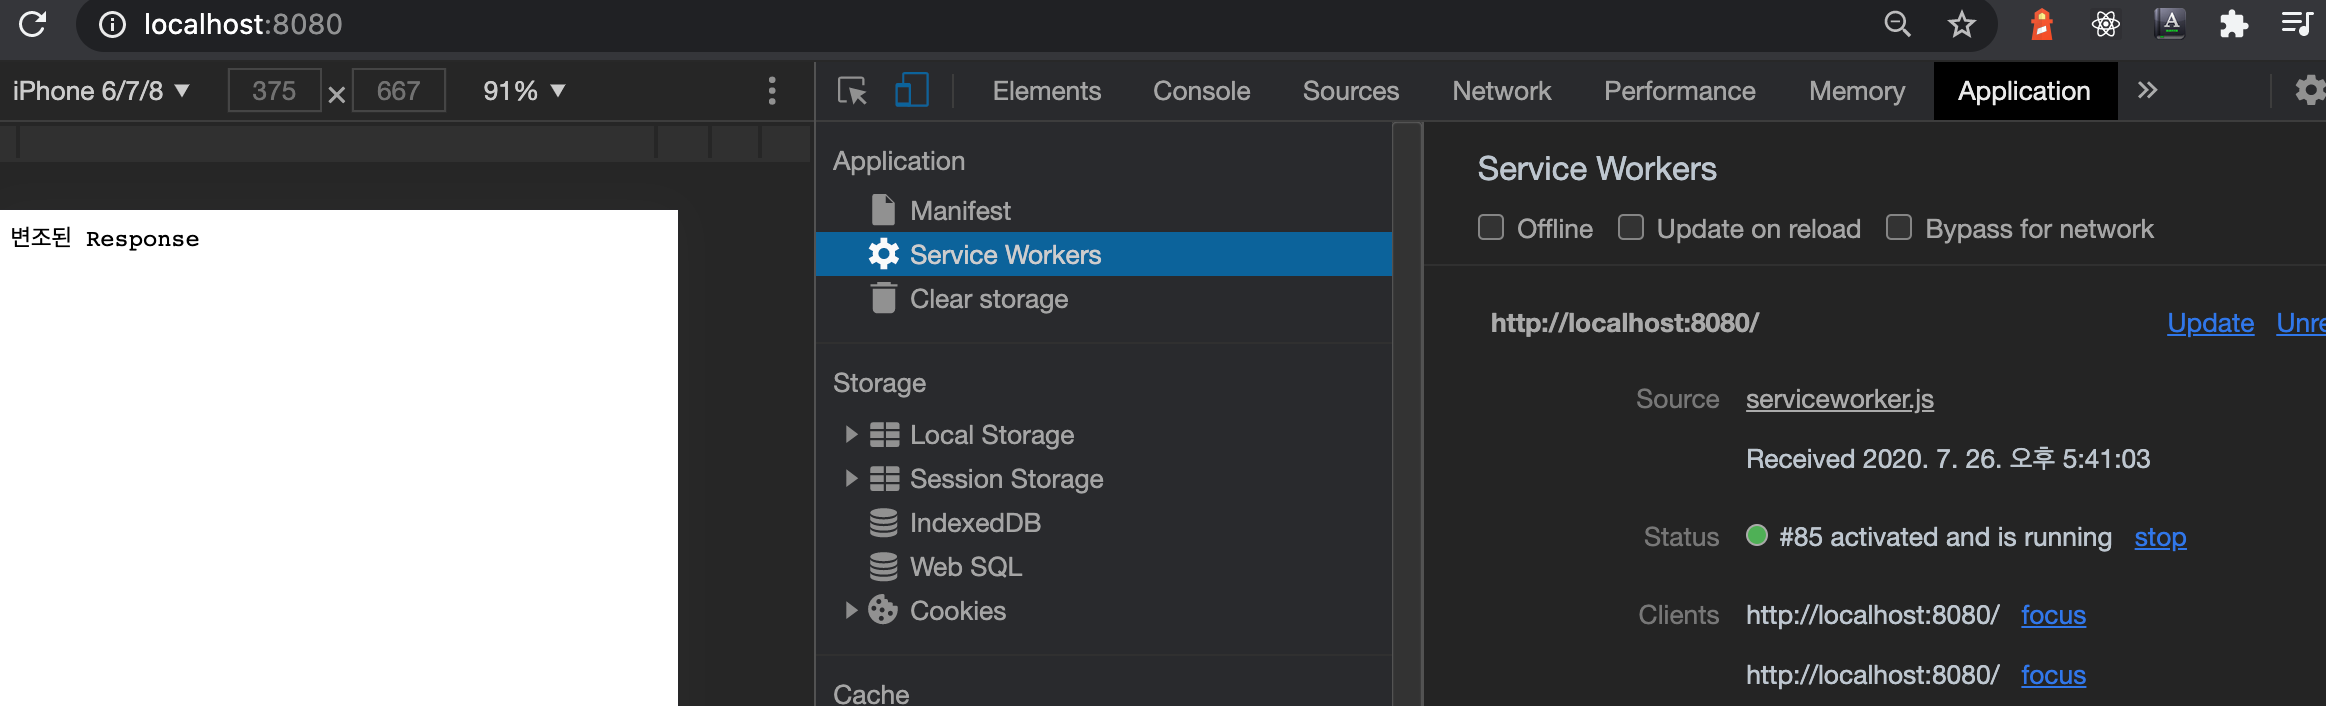 localhost:8080
iPhone 6/7/8 ▼ 375 × 667 91% ▼
Elements Console Sources Network Performance Memory Application »
변조된 Response
Application
Manifest
Service Workers
Clear storage
Storage
Local Storage
Session Storage
IndexedDB
Web SQL
Cookies
Cache
Service Workers
Offline Update on reload Bypass for network
http://localhost:8080/ Update Unre
Source serviceworker.js
Received 2020. 7. 26. 오후 5:41:03
Status #85 activated and is running stop
Clients http://localhost:8080/ focus
http://localhost:8080/ focus